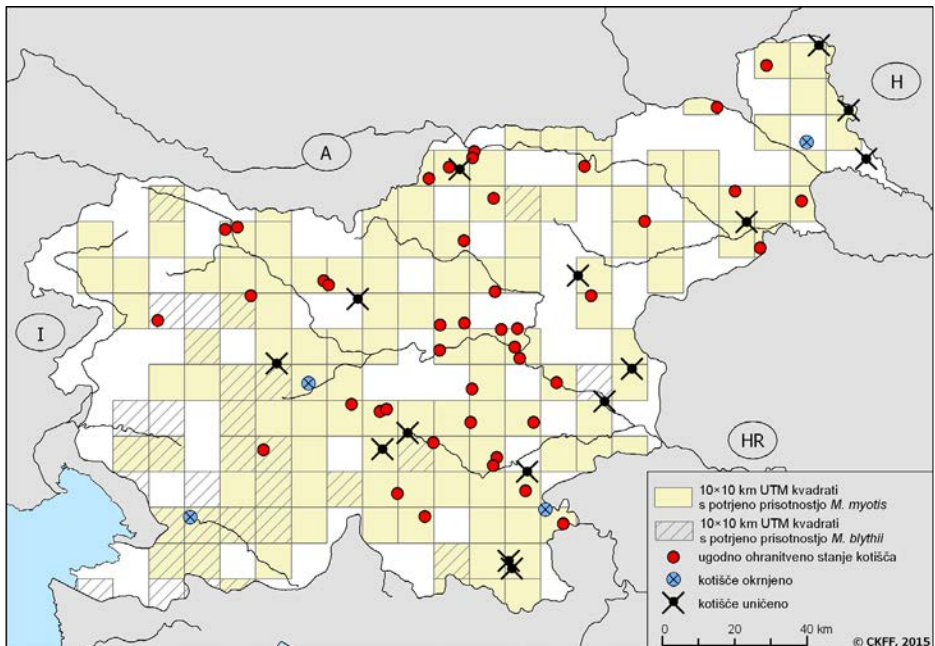 H
A
I
HR
10×10 km UTM kvadrati
s potrjeno prisotnostjo M. myotis
10×10 km UTM kvadrati
s potrjeno prisotnostjo M. blythii
ugodno ohranitveno stanje kotišča
kotišče okrnjeno
kotišče uničeno
0 20 40 km
© CKFF, 2015